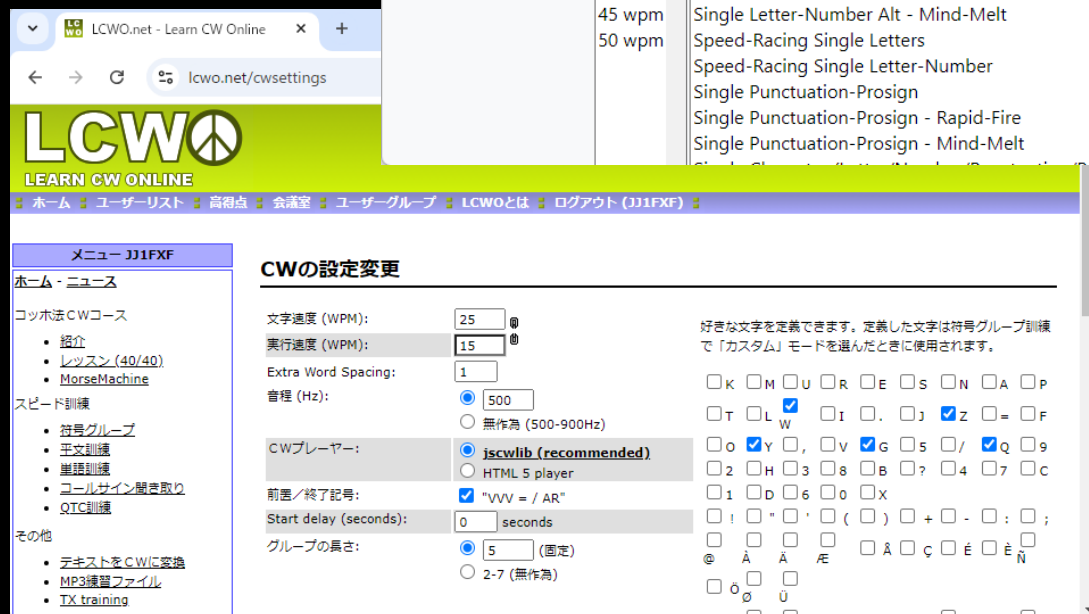 LCWO.net - Learn CW Online
lcwo.net/cwsettings
45 wpm
50 wpm
Single Letter-Number Alt - Mind-Melt
Speed-Racing Single Letters
Speed-Racing Single Letter-Number
Single Punctuation-Prosign
Single Punctuation-Prosign - Rapid-Fire
Single Punctuation-Prosign - Mind-Melt
LCWO
LEARN CW ONLINE
ホーム ユーザーリスト 高得点 会議室 ユーザーグループ LCWOとは ログアウト (JJ1FXF)
メニュー JJ1FXF
ホーム - ニュース
コッホ法ＣＷコース
紹介
レッスン (40/40)
MorseMachine
スピード訓練
符号グループ
平文訓練
単語訓練
コールサイン聞き取り
QTC訓練
その他
テキストをＣＷに変換
MP3練習ファイル
TX training
CWの設定変更
文字速度 (WPM): 25
実行速度 (WPM): 15
Extra Word Spacing: 1
音程 (Hz): 500
無作為 (500-900Hz)
ＣＷプレーヤー: jscwlib (recommended)
HTML 5 player
前置／終了記号: "VVV = / AR"
Start delay (seconds): 0 seconds
グループの長さ: 5 (固定)
2-7 (無作為)
好きな文字を定義できます。定義した文字は符号グループ訓練
で「カスタム」モードを選んだときに使用されます。
K M U R E S N A P
T L W I . J Z = F
O Y , V G 5 / Q 9
2 H 3 8 B ? 4 7 C
1 D 6 0 X
! " ' ( ) + - : ;
@ À Ä Æ Å Ç É È Ñ
Ö Ø Ü